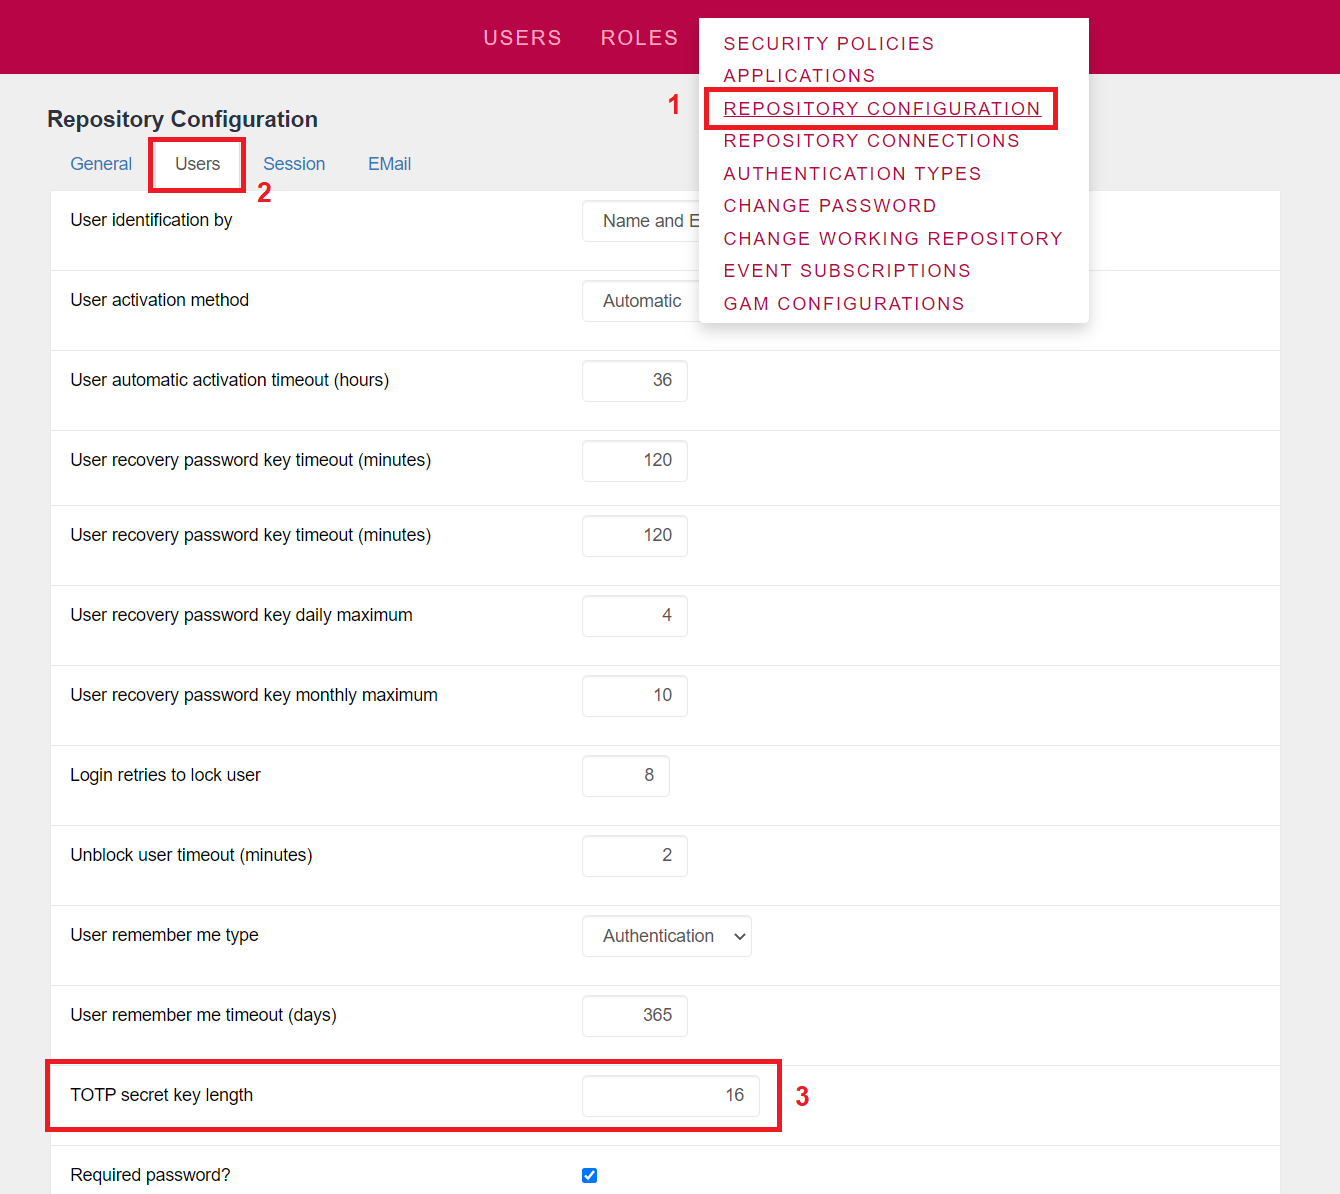 USERS ROLES
SECURITY POLICIES
APPLICATIONS
1 REPOSITORY CONFIGURATION
REPOSITORY CONNECTIONS
AUTHENTICATION TYPES
CHANGE PASSWORD
CHANGE WORKING REPOSITORY
EVENT SUBSCRIPTIONS
GAM CONFIGURATIONS
Repository Configuration
General Users Session EMail
2
User identification by Name and E
User activation method Automatic
User automatic activation timeout (hours) 36
User recovery password key timeout (minutes) 120
User recovery password key timeout (minutes) 120
User recovery password key daily maximum 4
User recovery password key monthly maximum 10
Login retries to lock user 8
Unblock user timeout (minutes) 2
User remember me type Authentication
User remember me timeout (days) 365
TOTP secret key length 16 3
Required password?